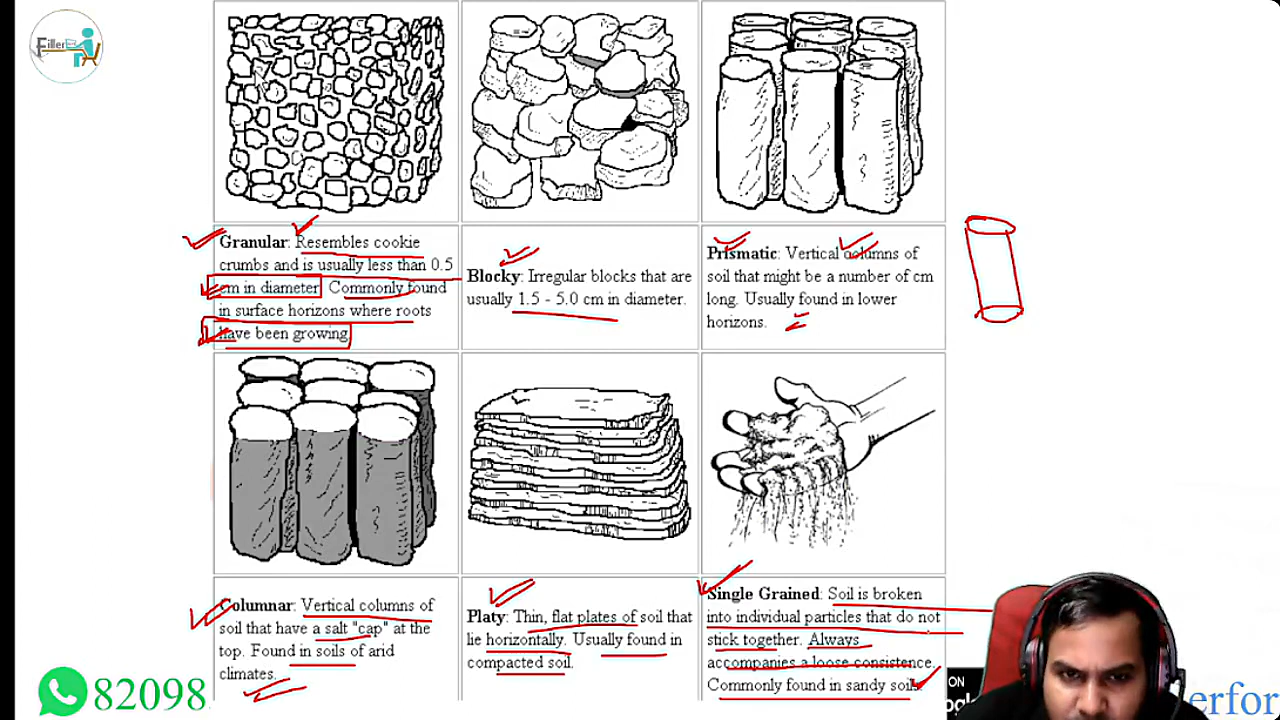 Filler
Granular: Resembles cookie
crumbs and is usually less than 0.5
cm in diameter. Commonly found
in surface horizons where roots
have been growing.
Blocky: Irregular blocks that are
usually 1.5 - 5.0 cm in diameter.
Prismatic: Vertical columns of
soil that might be a number of cm
long. Usually found in lower
horizons.
Columnar: Vertical columns of
soil that have a salt "cap" at the
top. Found in soils of arid
climates.
Platy: Thin, flat plates of soil that
lie horizontally. Usually found in
compacted soil.
Single Grained: Soil is broken
into individual particles that do not
stick together. Always
accompanies a loose consistence.
Commonly found in sandy soils.
82098
ON
erfor